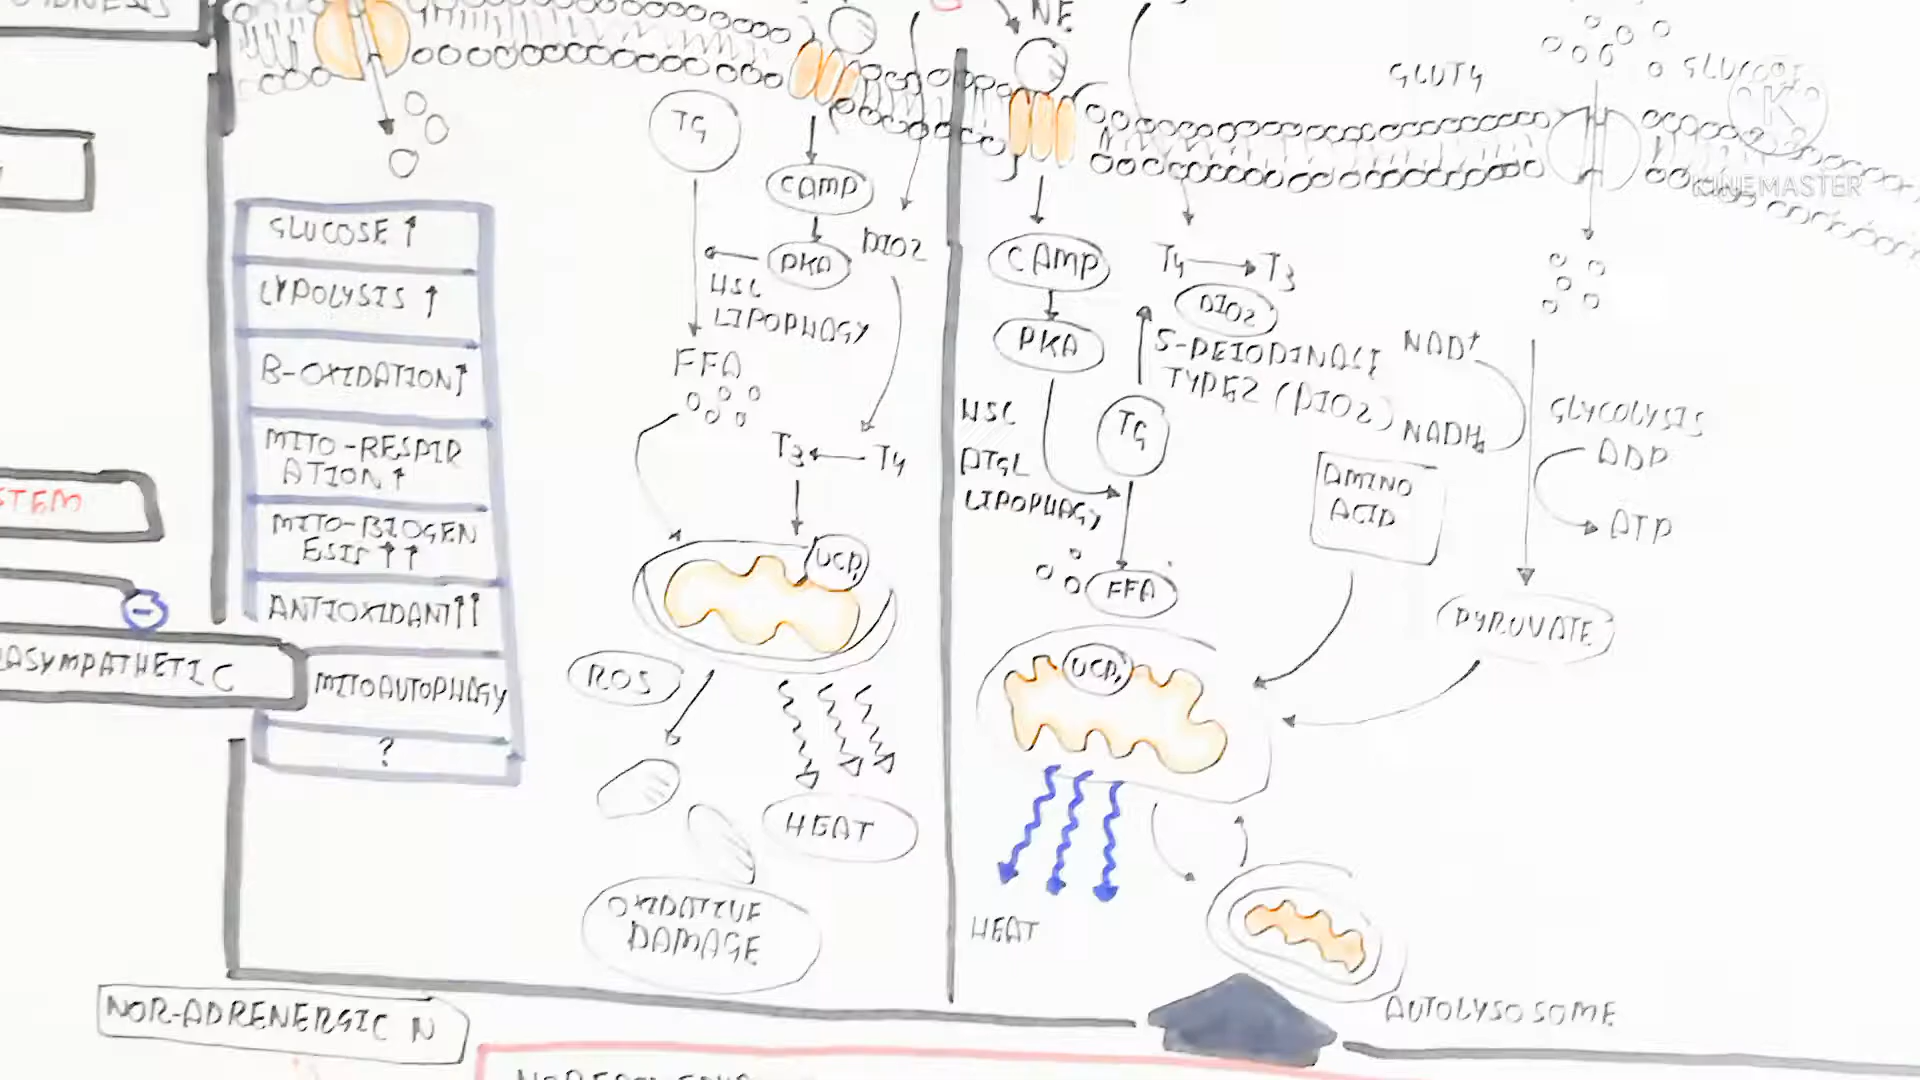 NE
GLUT4
GLUCOSE
KINEMASTER
TG
CAMP
PKA
DIO2
HSL
LIPOPHAGY
FFA
T3
T4
UCP1
ROS
HEAT
OXIDATIVE
DAMAGE
GLUCOSE ↑
LYPOLYSIS ↑
B-OXIDATION↑
MITO-RESPIR
ATION ↑
MITO-BIOGEN
ESIS ↑↑
ANTIOXIDANT↑↑
MITOAUTOPHAGY
?
STEM
-
ASYMPATHETIC
NOR-ADRENERGIC N
CAMP
PKA
T4
T3
DIO2
5-DEIODINASE
TYPE2 (DIO2)
HSL
ATGL
LIPOPHAGY
TG
FFA
UCP1
HEAT
AMINO
ACID
NAD+
NADH
GLYCOLYSIS
ADP
ATP
PYRUVATE
AUTOLYSOSOME